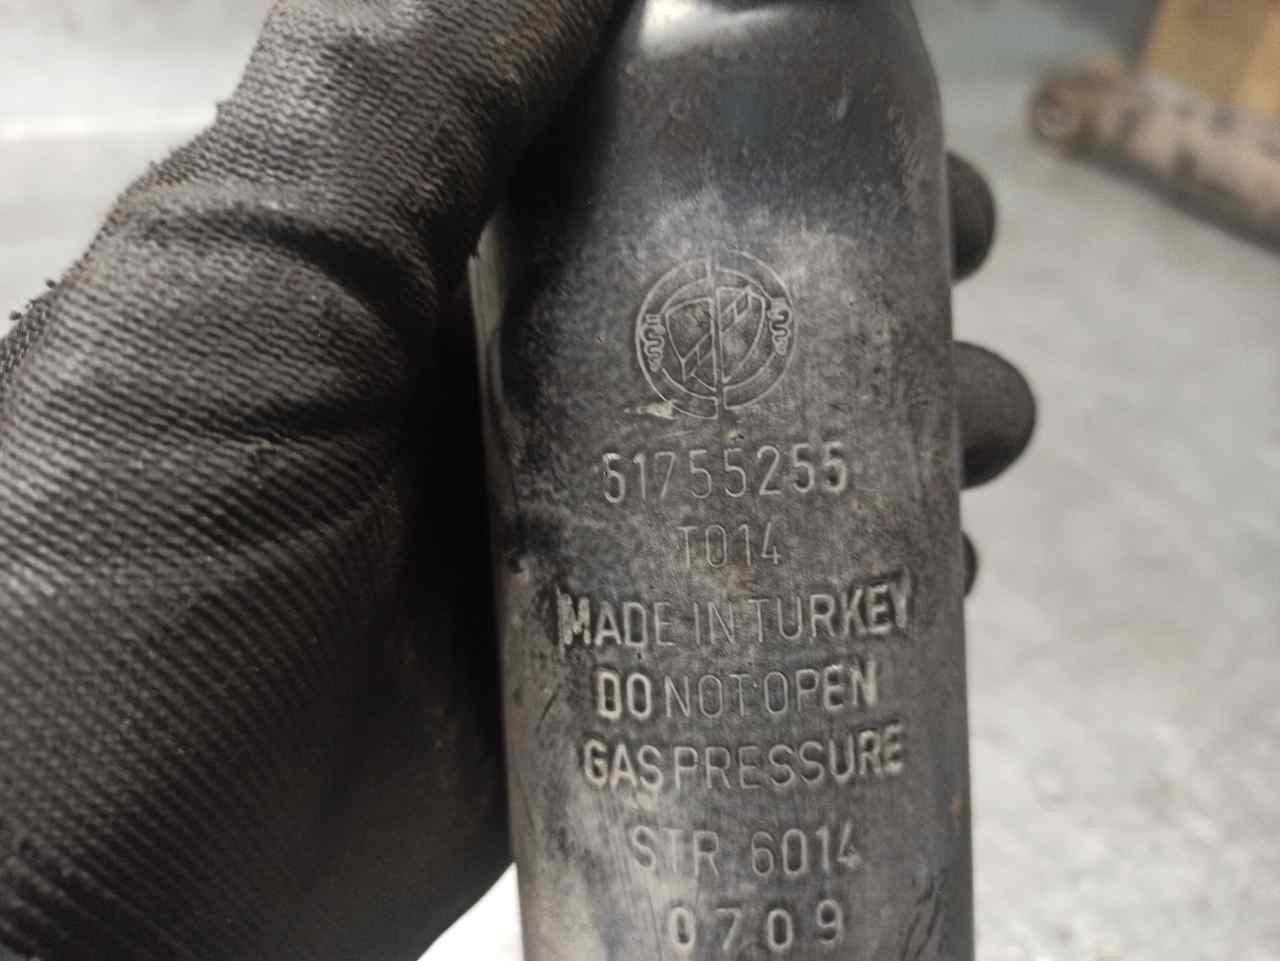 51755255
T014
MADE IN TURKEY
DO NOT OPEN
GAS PRESSURE
STR 6014
0709